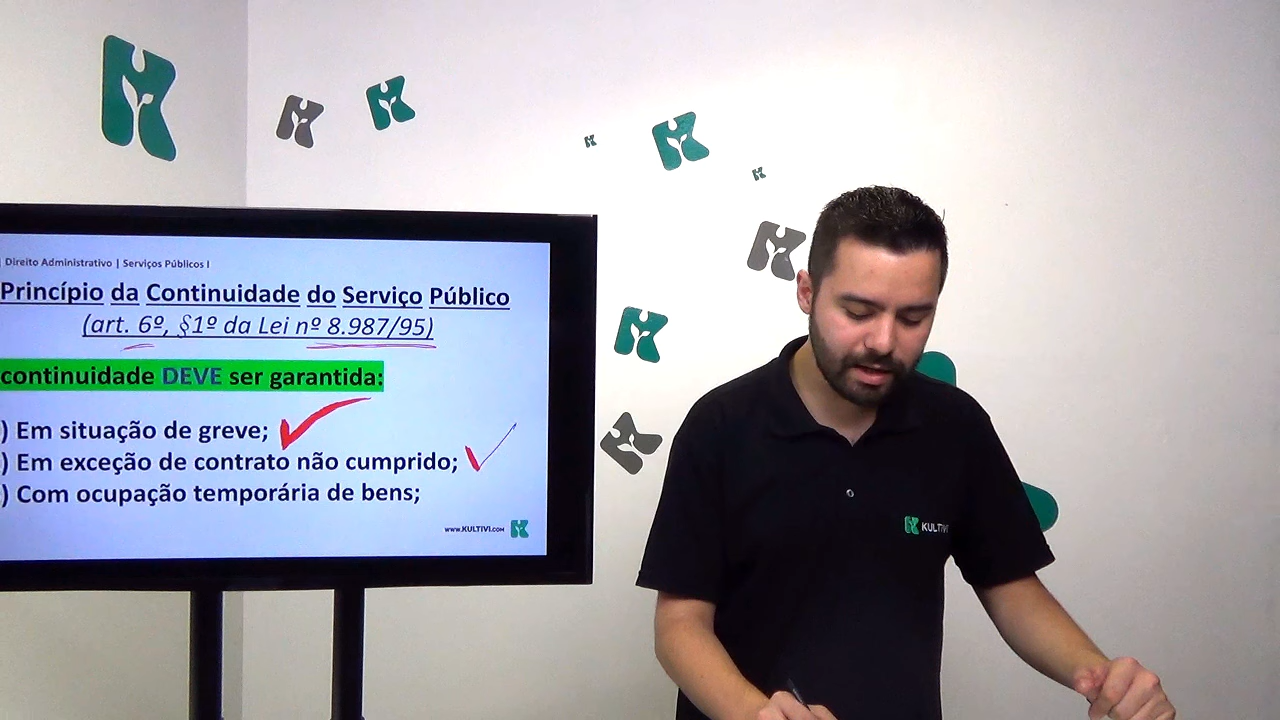 | Direito Administrativo | Serviços Públicos I
Princípio da Continuidade do Serviço Público
(art. 6º, §1º da Lei nº 8.987/95)
continuidade DEVE ser garantida:
) Em situação de greve;
) Em exceção de contrato não cumprido;
) Com ocupação temporária de bens;
www.KULTIVI.com
KULTIVI